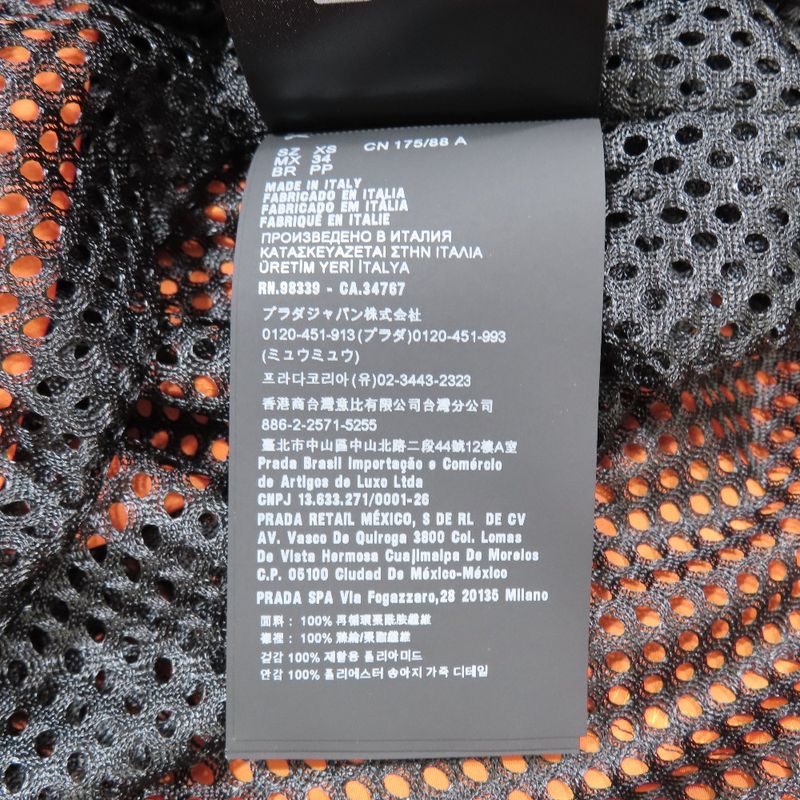 SZ XS CN 175/88 A
MX 34
BR PP
MADE IN ITALY
FABRICADO EM ITALIA
FABRICADO EM ITÁLIA
FABRIQUÉ EN ITALIE
ПРОИЗВЕДЕНО В ИТАЛИЯ
ΚΑΤΑΣΚΕΥΑΖΕΤΑΙ ΣΤΗΝ ΙΤΑΛΙΑ
ÜRETİM YERİ İTALYA
RN.98339 - CA.34767
プラダジャパン株式会社
0120-451-913(プラダ)0120-451-993
(ミュウミュウ)
프라다코리아(유)02-3443-2323
香港商台灣意比有限公司台灣分公司
886-2-2571-5255
臺北市中山區中山北路二段44號12樓A室
Prada Brasil Importação e Comércio
de Artigos de Luxo Ltda
CNPJ 13.633.271/0001-26
PRADA RETAIL MÉXICO, S DE RL DE CV
AV. Vasco De Quiroga 3800 Col. Lomas
De Vista Hermosa Cuajimalpa De Morelos
C.P. 05100 Ciudad De México-México
PRADA SPA Via Fogazzaro,28 20135 Milano
面料: 100% 再循環聚酰胺纖維
襯裡: 100% 滌綸/聚酯纖維
겉감 100% 재활용 폴리아미드
안감 100% 폴리에스터 송아지 가죽 디테일